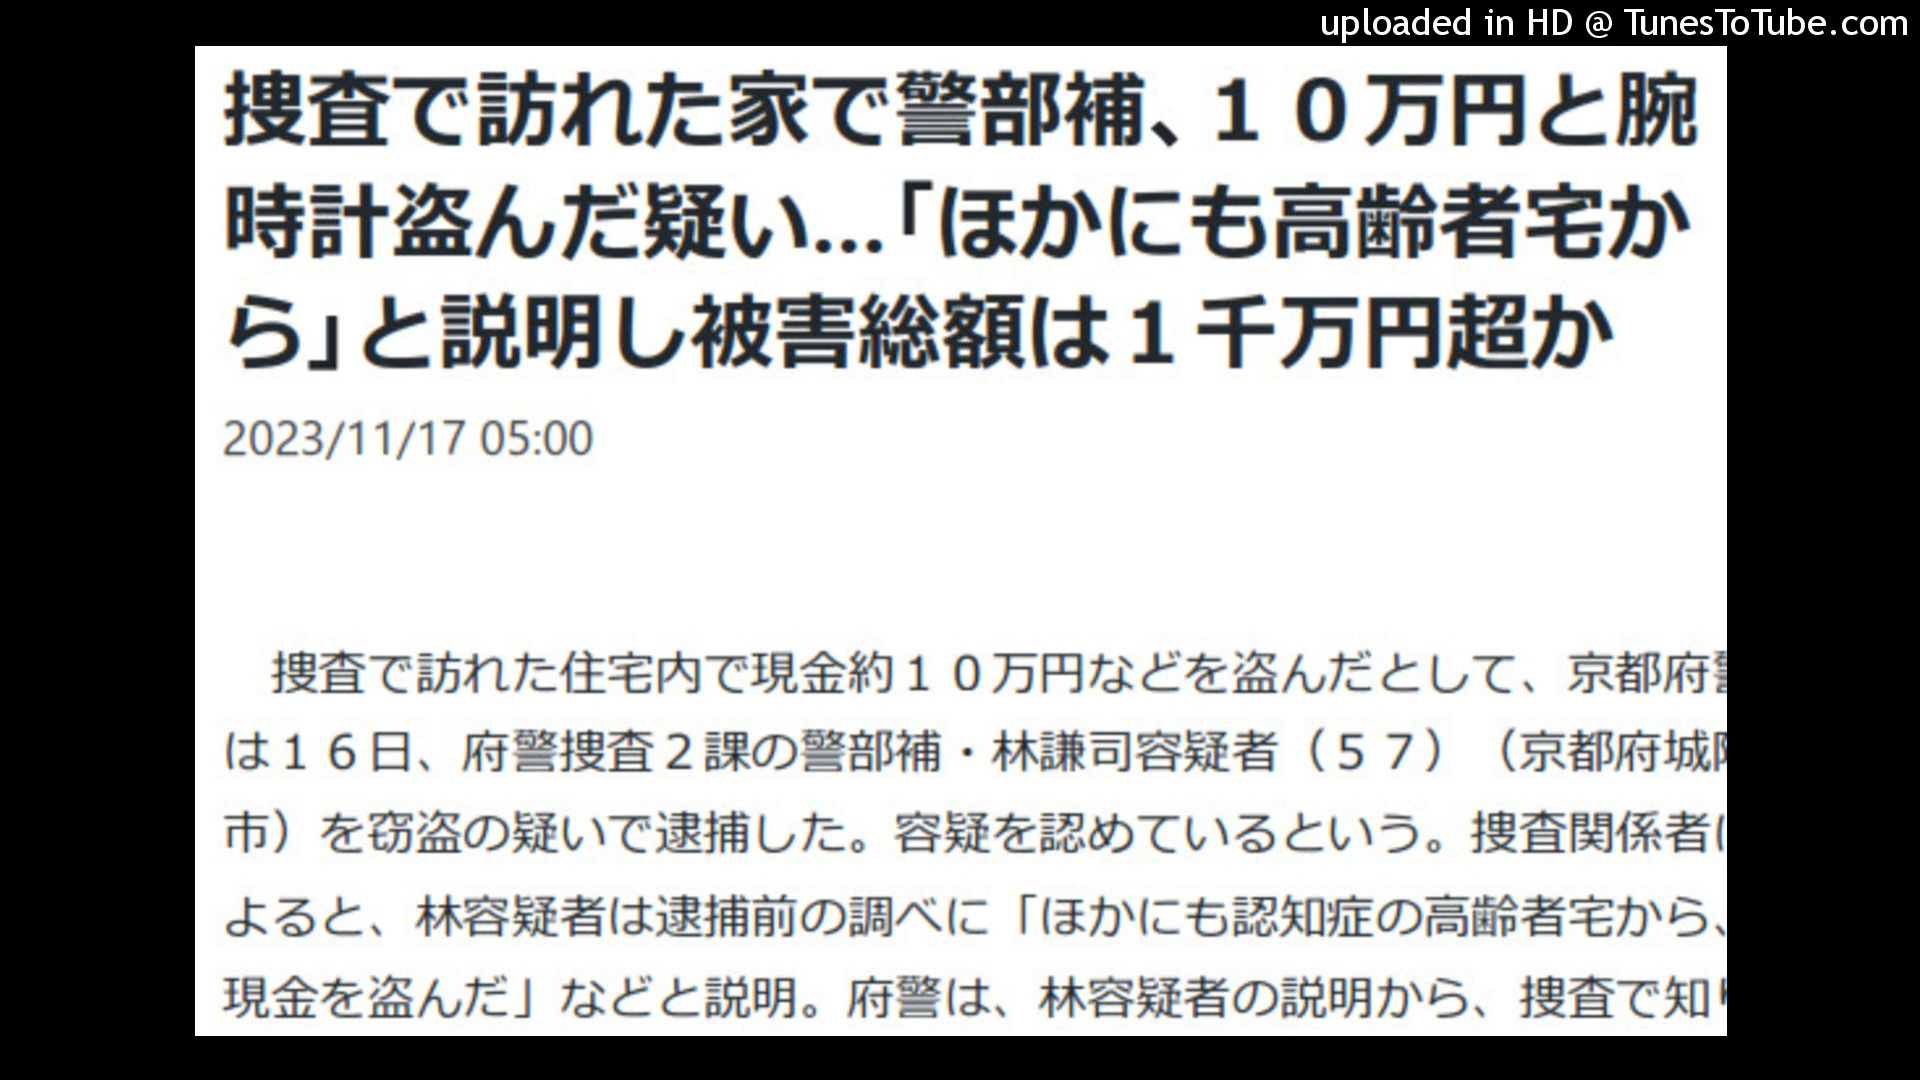 uploaded in HD @ TunesToTube.com
捜査で訪れた家で警部補、１０万円と腕
時計盗んだ疑い…「ほかにも高齢者宅か
ら」と説明し被害総額は１千万円超か
2023/11/17 05:00
捜査で訪れた住宅内で現金約１０万円などを盗んだとして、京都府警
は１６日、府警捜査２課の警部補・林謙司容疑者（５７）（京都府城陽
市）を窃盗の疑いで逮捕した。容疑を認めているという。捜査関係者に
よると、林容疑者は逮捕前の調べに「ほかにも認知症の高齢者宅から、
現金を盗んだ」などと説明。府警は、林容疑者の説明から、捜査で知り